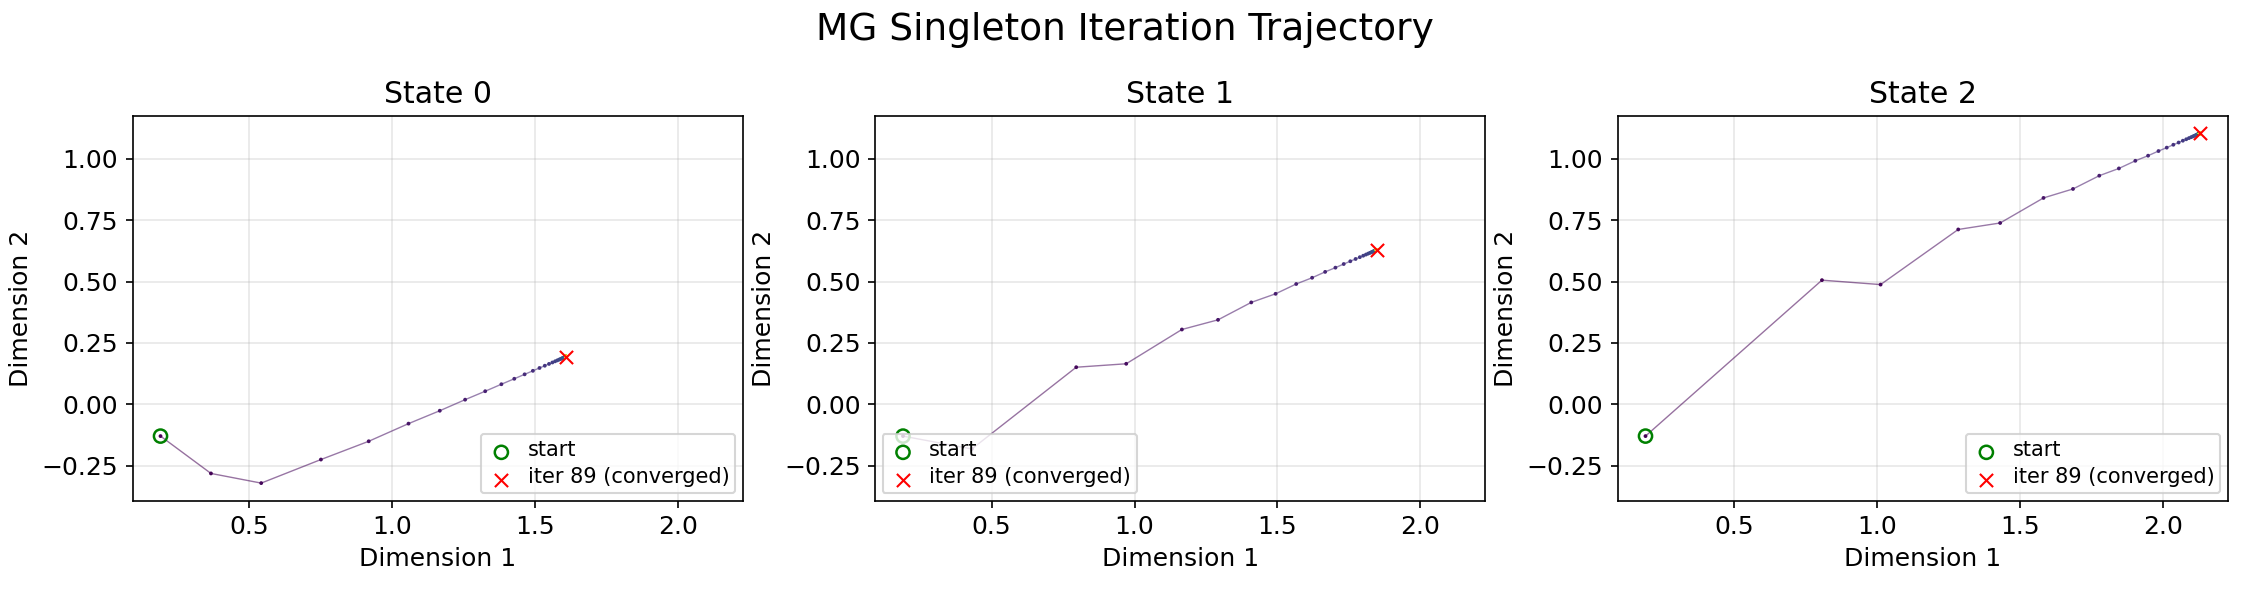 MG Singleton Iteration Trajectory
State 0
Dimension 2
1.00
0.75
0.50
0.25
0.00
−0.25
0.5 1.0 1.5 2.0
Dimension 1
start
iter 89 (converged)
State 1
Dimension 2
1.00
0.75
0.50
0.25
0.00
−0.25
0.5 1.0 1.5 2.0
Dimension 1
start
iter 89 (converged)
State 2
Dimension 2
1.00
0.75
0.50
0.25
0.00
−0.25
0.5 1.0 1.5 2.0
Dimension 1
start
iter 89 (converged)